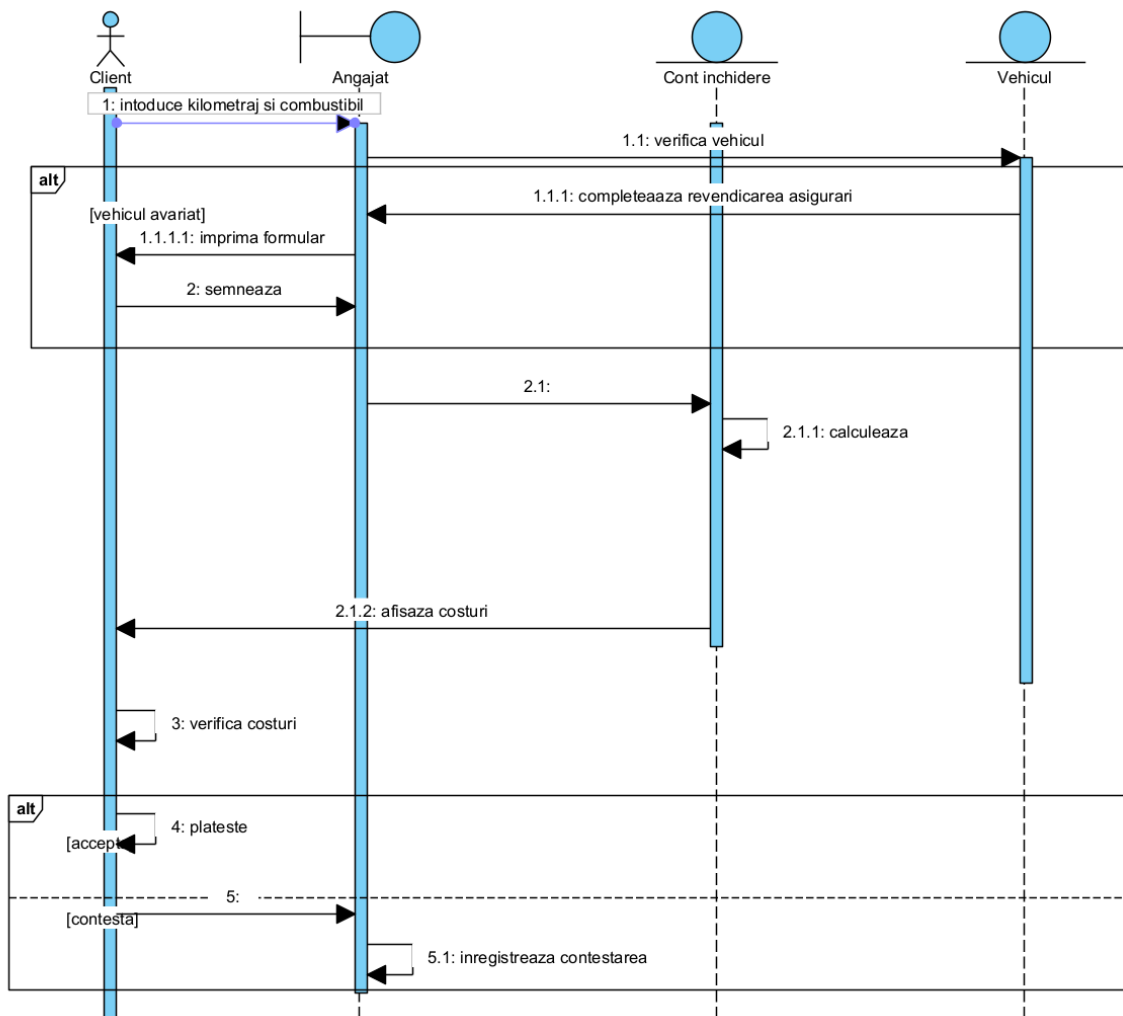 Client
Angajat
Cont inchidere
Vehicul
1: intoduce kilometraj si combustibil
1.1: verifica vehicul
alt
1.1.1: completeaaza revendicarea asigurari
[vehicul avariat]
1.1.1.1: imprima formular
2: semneaza
2.1:
2.1.1: calculeaza
2.1.2: afisaza costuri
3: verifica costuri
alt
4: plateste
[accept
5:
[contesta]
5.1: inregistreaza contestarea